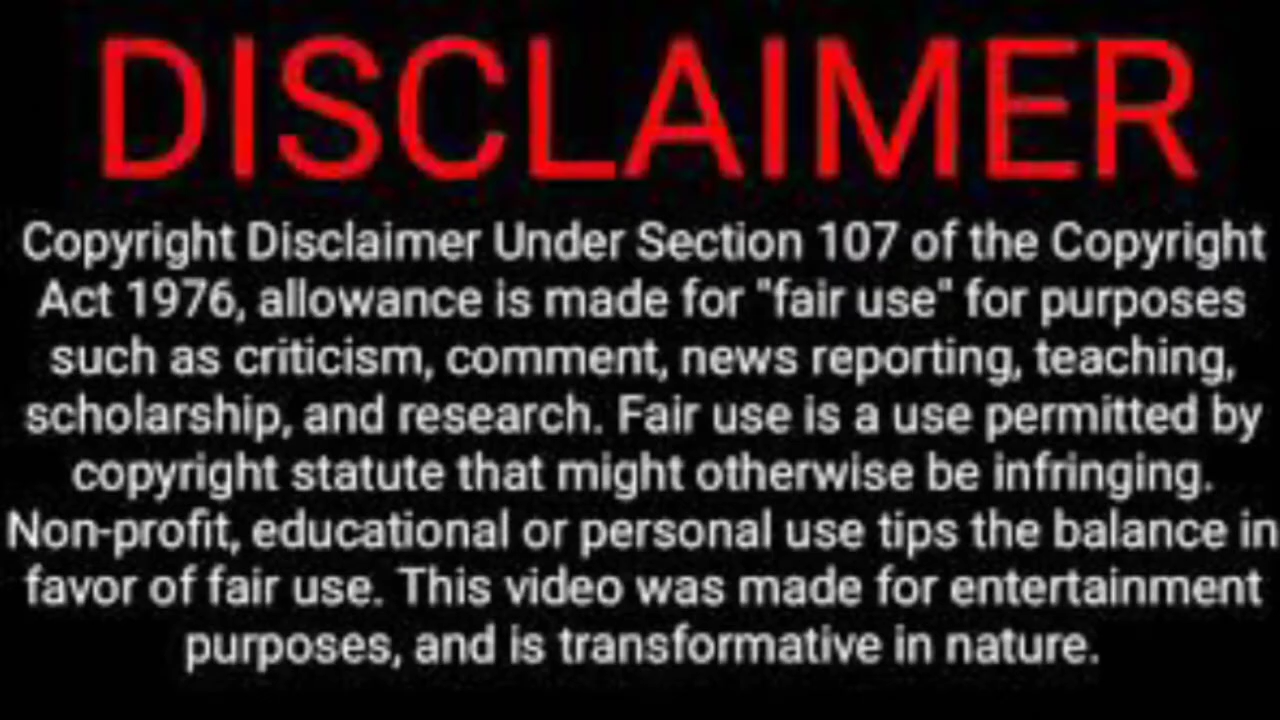 DISCLAIMER
Copyright Disclaimer Under Section 107 of the Copyright
Act 1976, allowance is made for "fair use" for purposes
such as criticism, comment, news reporting, teaching,
scholarship, and research. Fair use is a use permitted by
copyright statute that might otherwise be infringing.
Non-profit, educational or personal use tips the balance in
favor of fair use. This video was made for entertainment
purposes, and is transformative in nature.